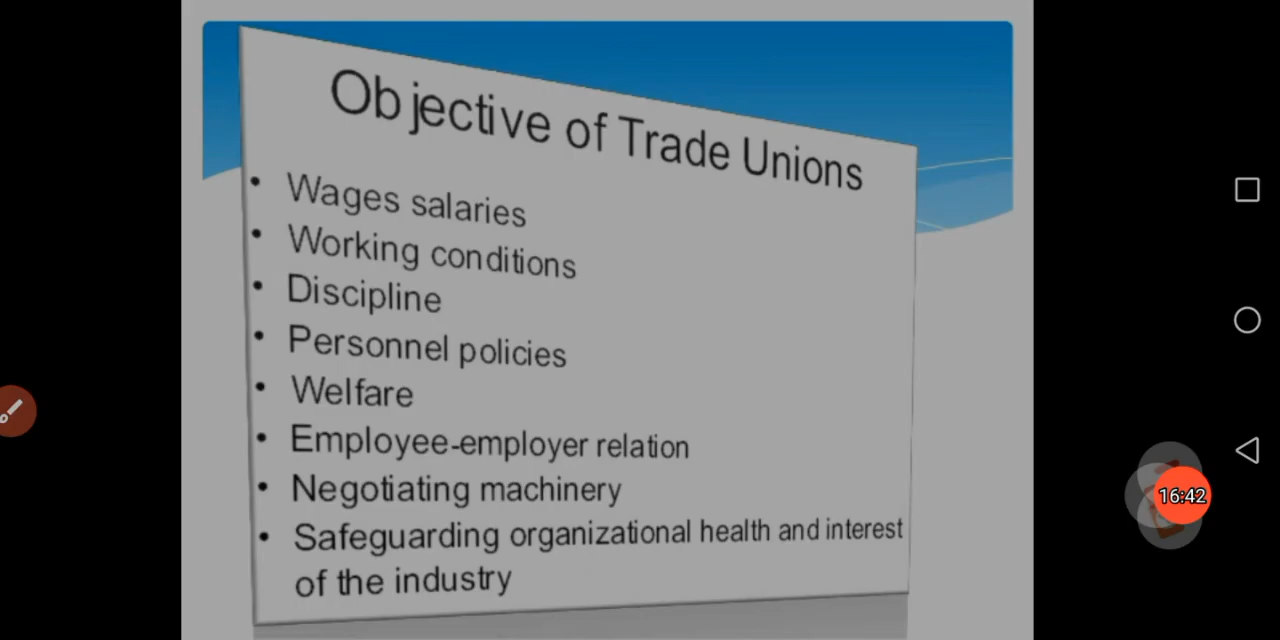 Objective of Trade Unions
• Wages salaries
• Working conditions
• Discipline
• Personnel policies
• Welfare
• Employee-employer relation
• Negotiating machinery
• Safeguarding organizational health and interest
of the industry
16:42